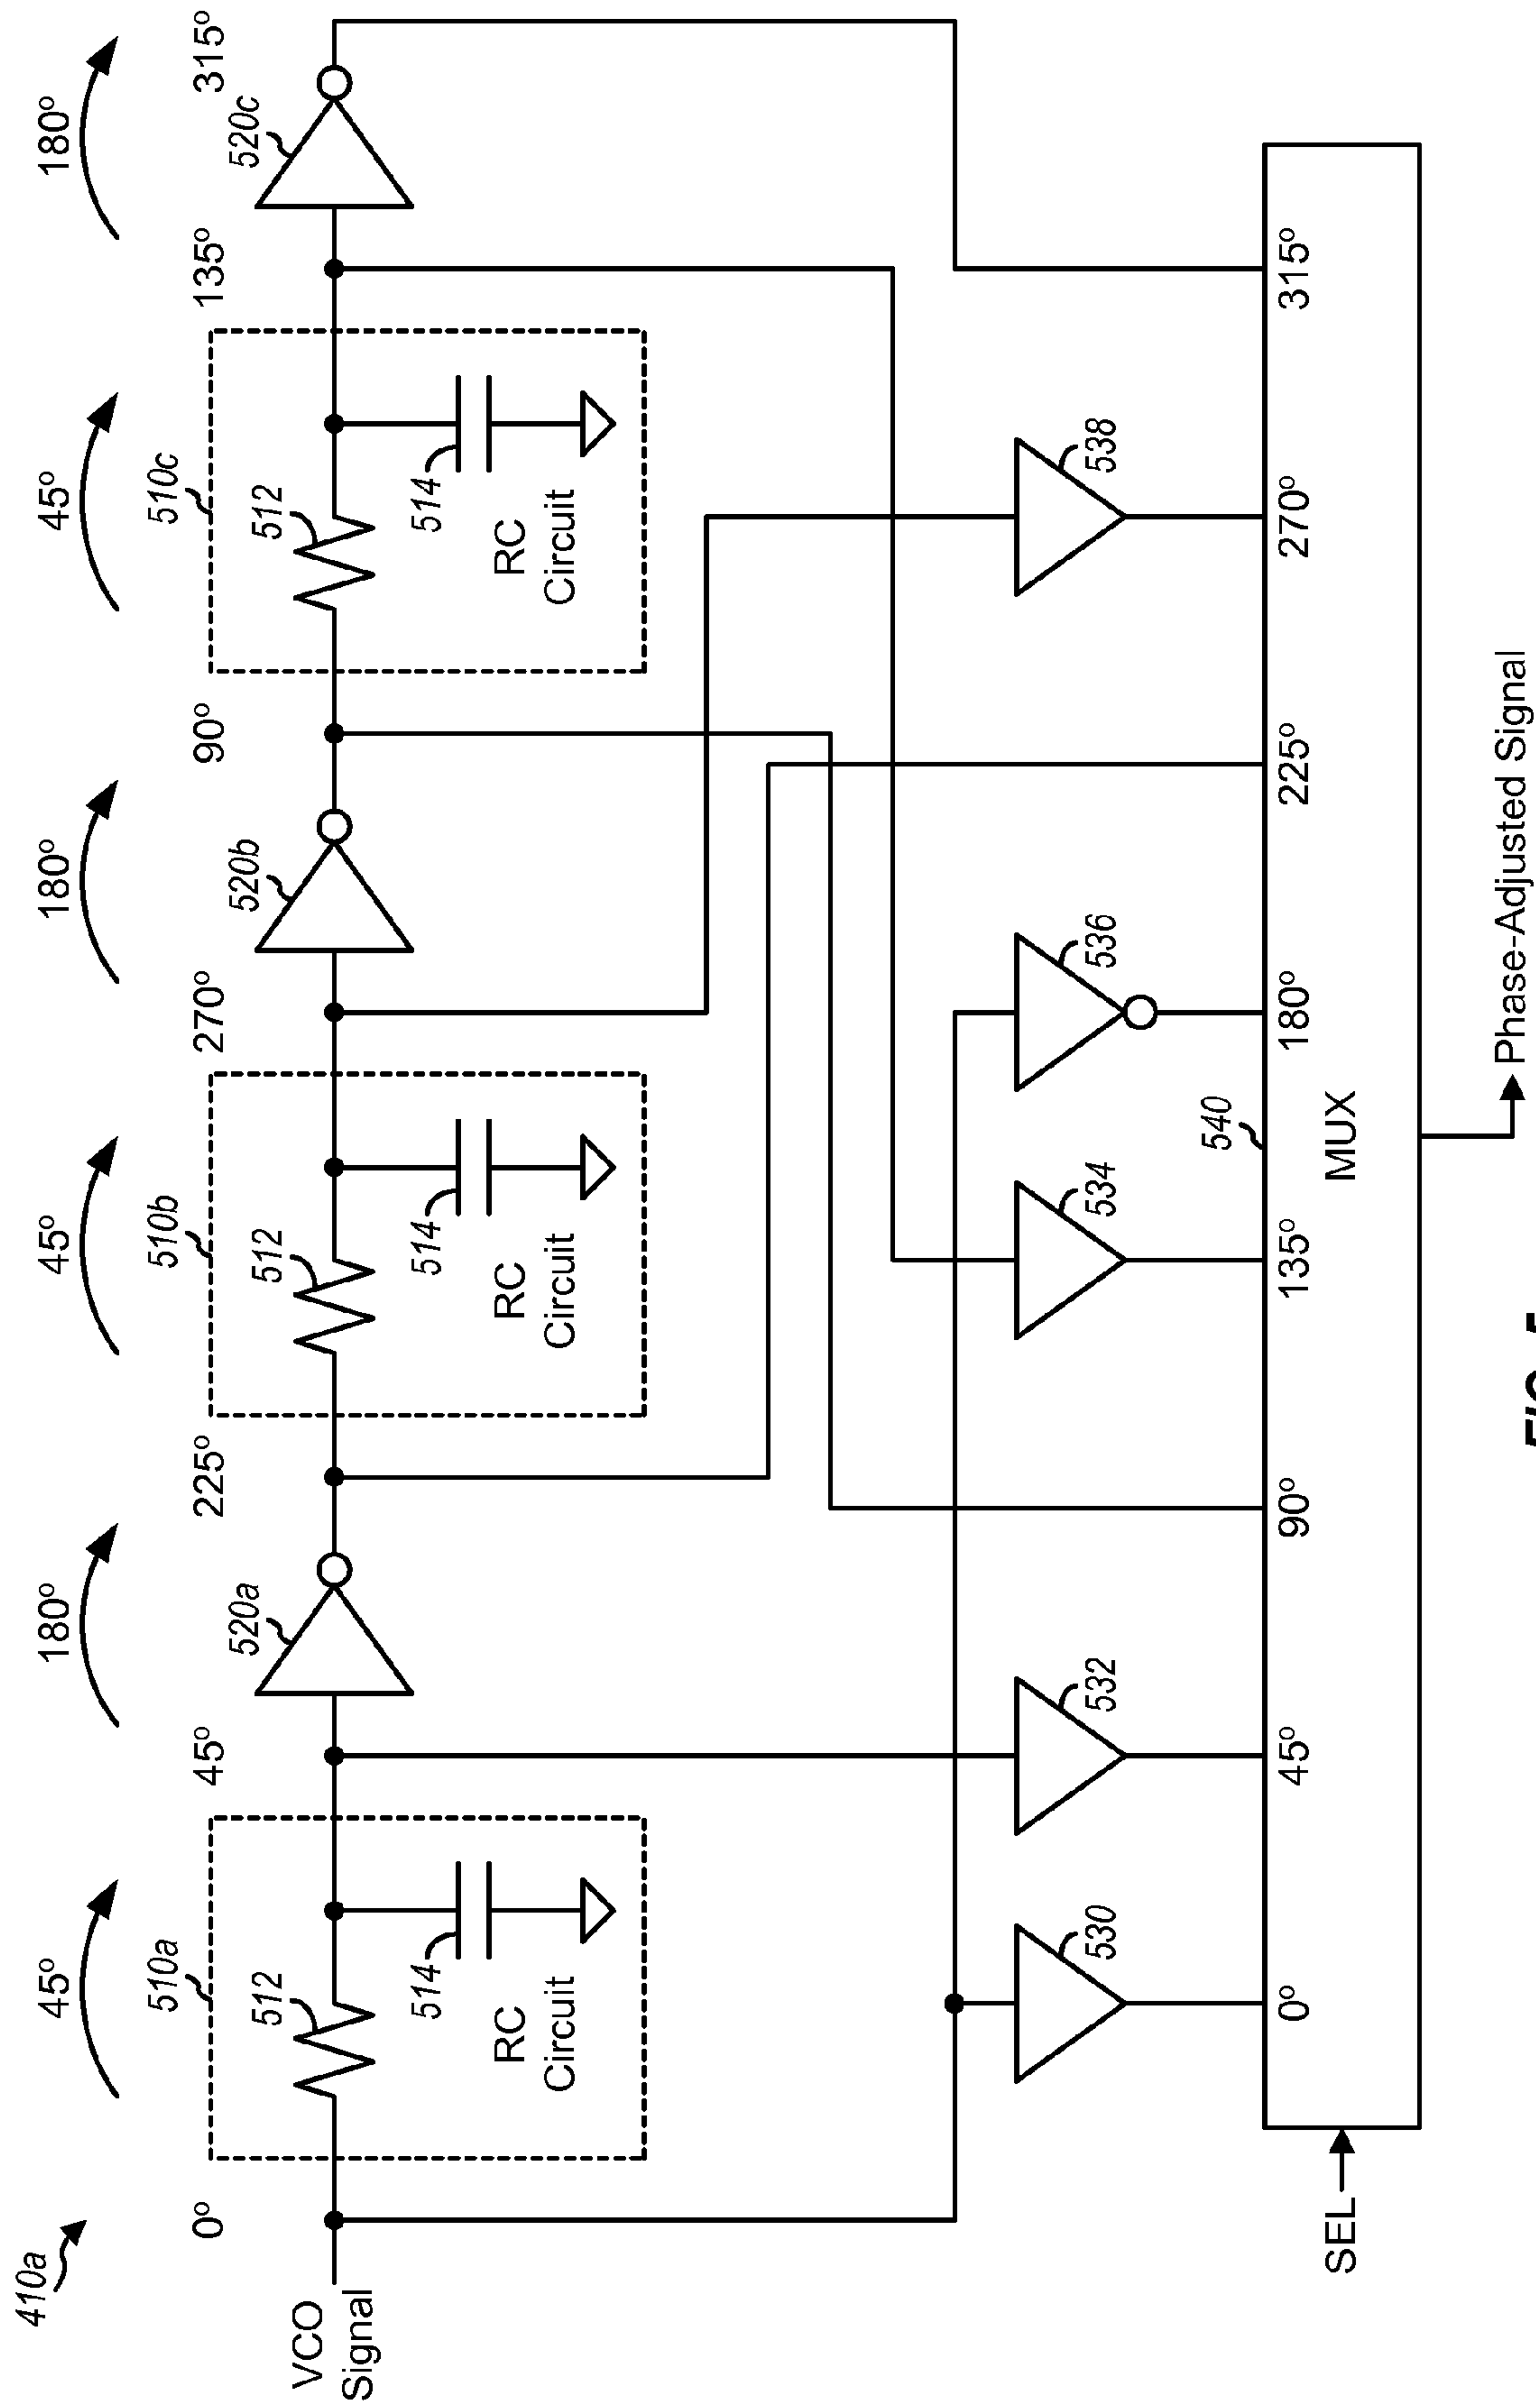 410a
45° 180° 45° 180° 45° 180°
510a 510b 510c
0° 45° 225° 270° 90° 135° 315°
512 520a 512 520b 512 520c
VCO
Signal
514 514 514
RC
Circuit
RC
Circuit
RC
Circuit
530 532 534 536 538
540
0° 45° 90° 135° 180° 225° 270° 315°
SEL
MUX
Phase-Adjusted Signal